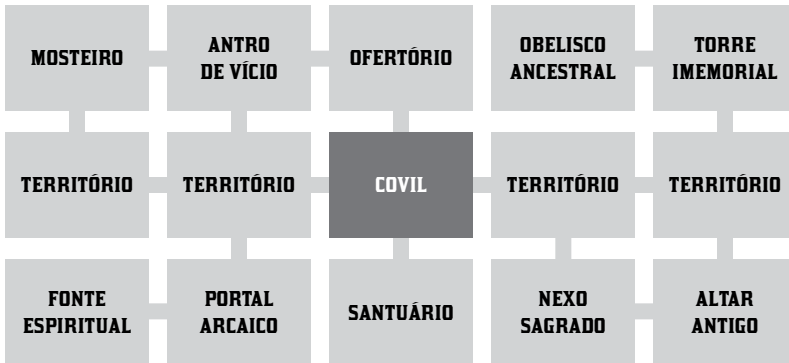 MOSTEIRO
ANTRO
DE VÍCIO
OFERTÓRIO
OBELISCO
ANCESTRAL
TORRE
IMEMORIAL
TERRITÓRIO
TERRITÓRIO
COVIL
TERRITÓRIO
TERRITÓRIO
FONTE
ESPIRITUAL
PORTAL
ARCAICO
SANTUÁRIO
NEXO
SAGRADO
ALTAR
ANTIGO